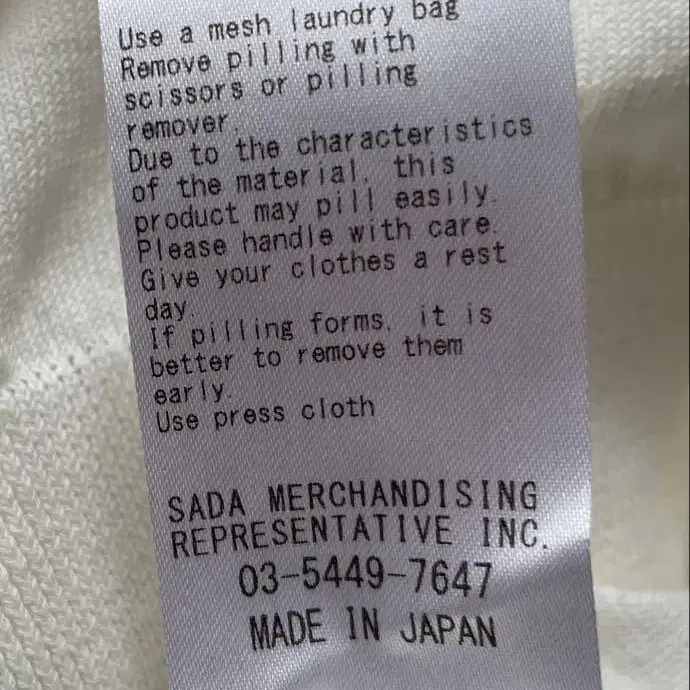 Use a mesh laundry bag
Remove pilling with
scissors or pilling
remover.
Due to the characteristics
of the material, this
product may pill easily.
Please handle with care.
Give your clothes a rest
day.
If pilling forms, it is
better to remove them
early.
Use press cloth
SADA MERCHANDISING
REPRESENTATIVE INC.
03-5449-7647
MADE IN JAPAN